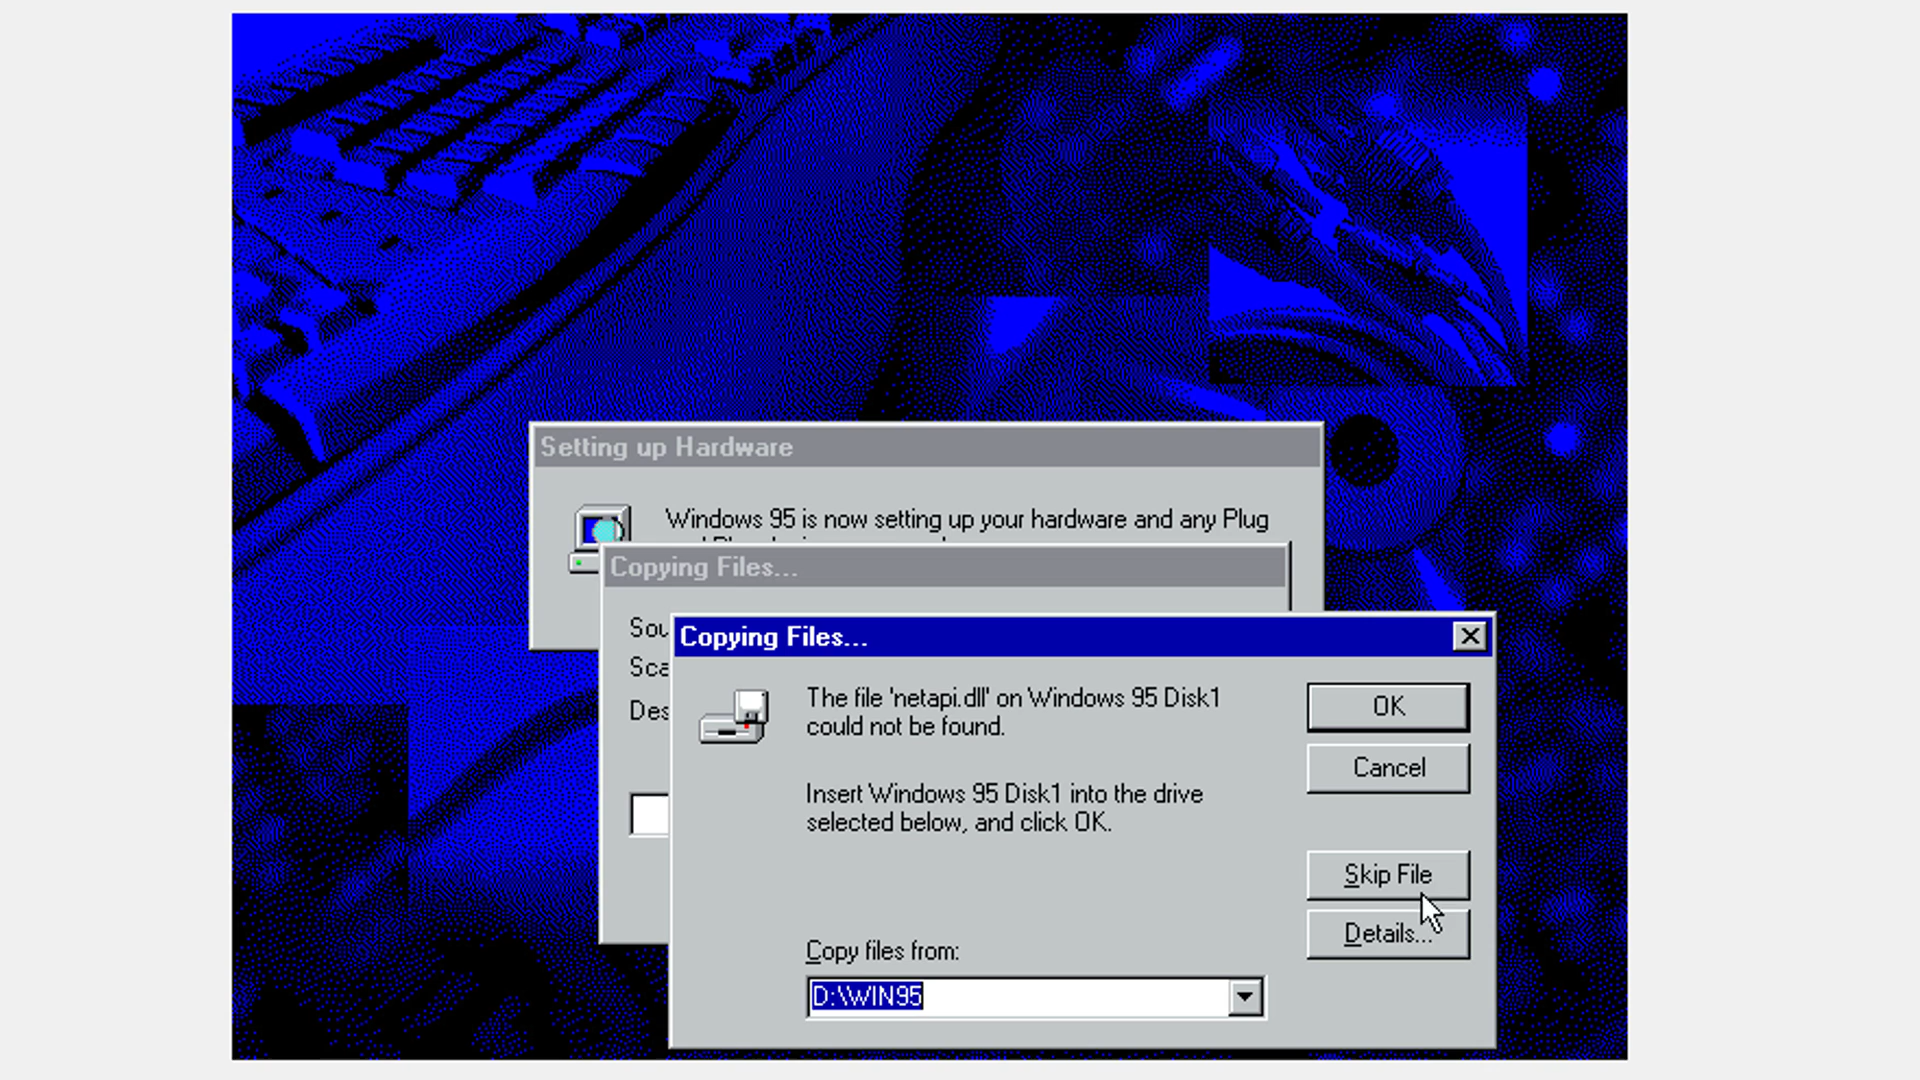 Setting up Hardware
Windows 95 is now setting up your hardware and any Plug
Copying Files...
Copying Files...
The file 'netapi.dll' on Windows 95 Disk1
could not be found.
OK
Cancel
Insert Windows 95 Disk1 into the drive
selected below, and click OK.
Skip File
Details...
Copy files from:
D:\WIN95